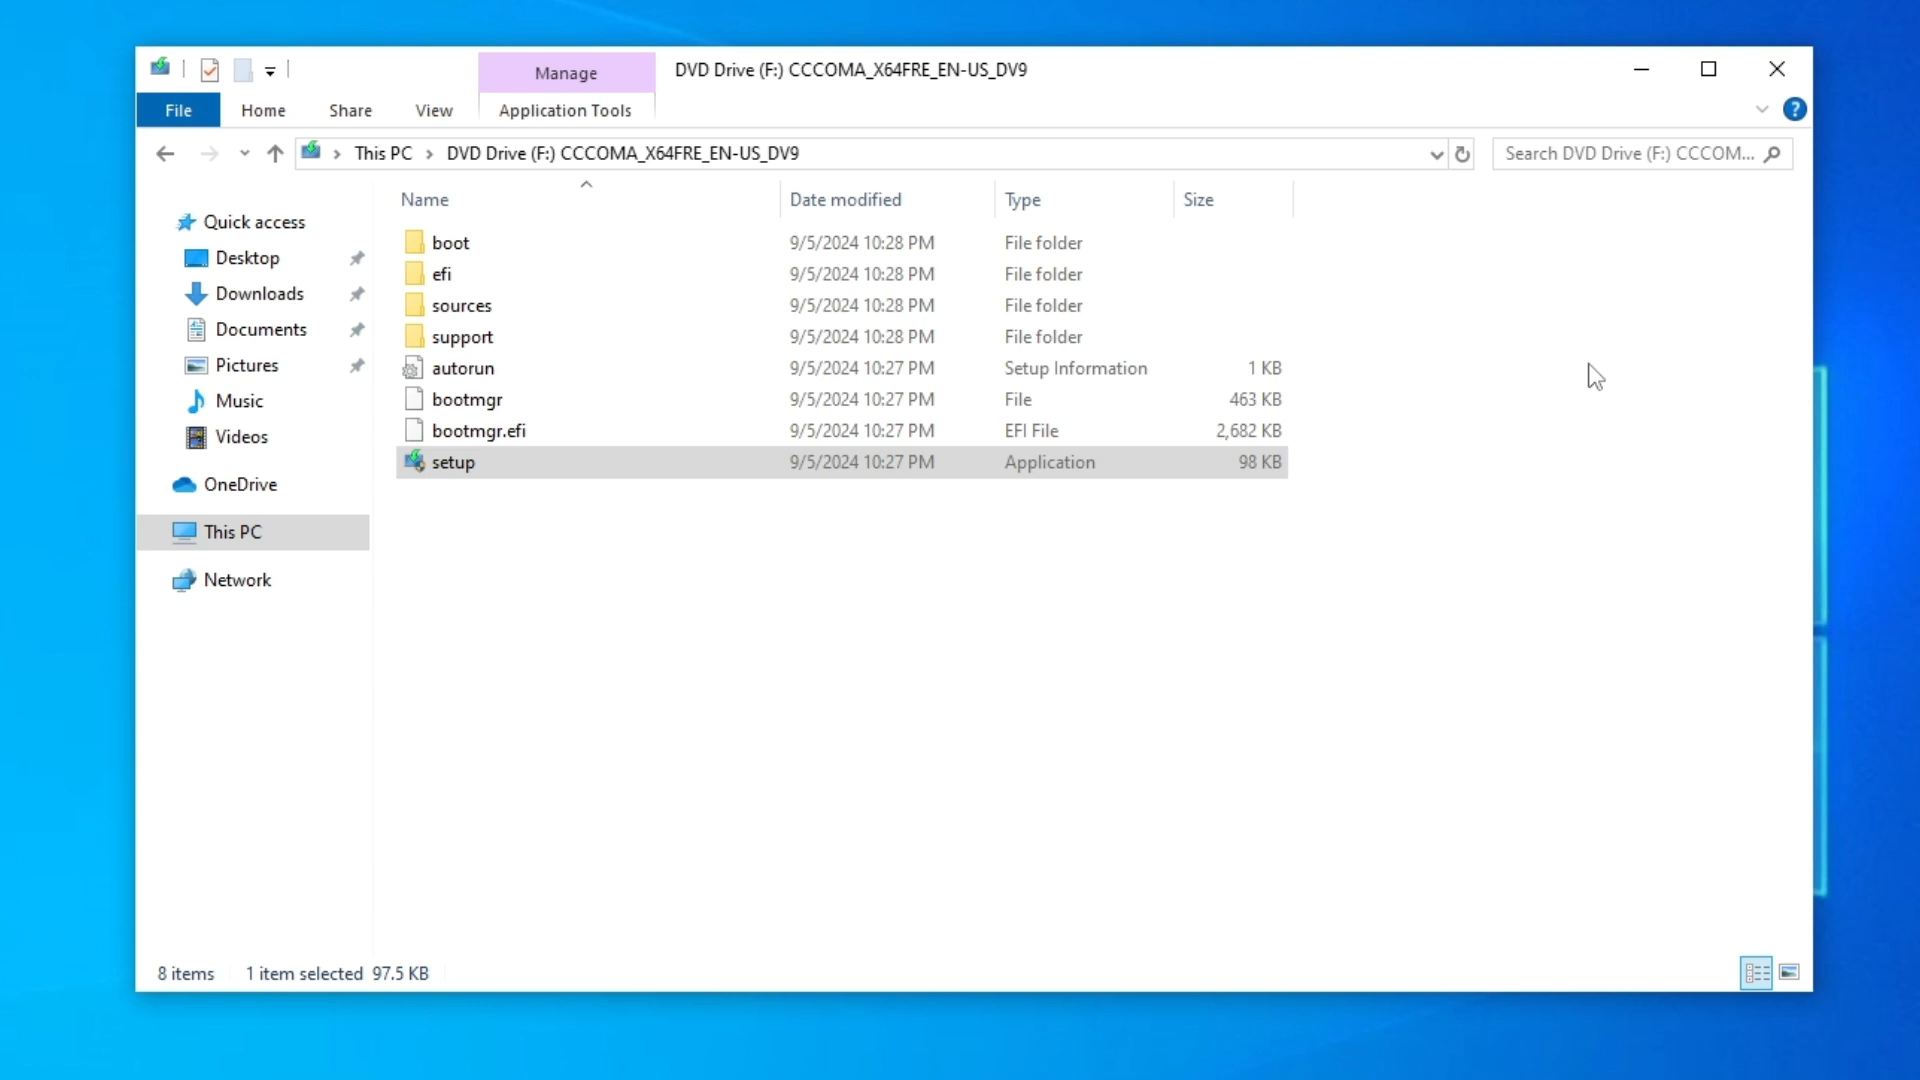 Manage
DVD Drive (F:) CCCOMA_X64FRE_EN-US_DV9
File Home Share View Application Tools
?
This PC DVD Drive (F:) CCCOMA_X64FRE_EN-US_DV9
Search DVD Drive (F:) CCCOM...
Name Date modified Type Size
Quick access
Desktop
Downloads
Documents
Pictures
Music
Videos
OneDrive
This PC
Network
boot 9/5/2024 10:28 PM File folder
efi 9/5/2024 10:28 PM File folder
sources 9/5/2024 10:28 PM File folder
support 9/5/2024 10:28 PM File folder
autorun 9/5/2024 10:27 PM Setup Information 1 KB
bootmgr 9/5/2024 10:27 PM File 463 KB
bootmgr.efi 9/5/2024 10:27 PM EFI File 2,682 KB
setup 9/5/2024 10:27 PM Application 98 KB
8 items 1 item selected 97.5 KB